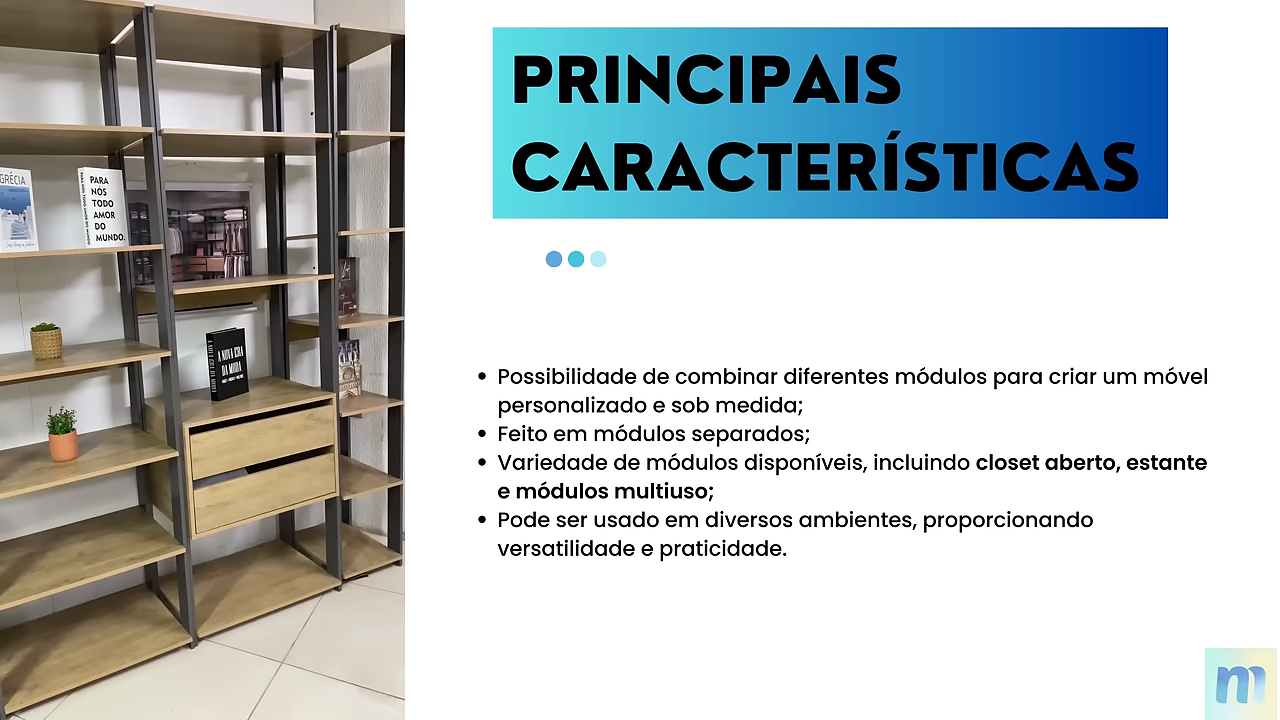 PRINCIPAIS
CARACTERÍSTICAS
GRÉCIA
PARA
NÓS
TODO
AMOR
DO
MUNDO.
A NOVA ERA
DA MODA
• Possibilidade de combinar diferentes módulos para criar um móvel
personalizado e sob medida;
• Feito em módulos separados;
• Variedade de módulos disponíveis, incluindo closet aberto, estante
e módulos multiuso;
• Pode ser usado em diversos ambientes, proporcionando
versatilidade e praticidade.
m